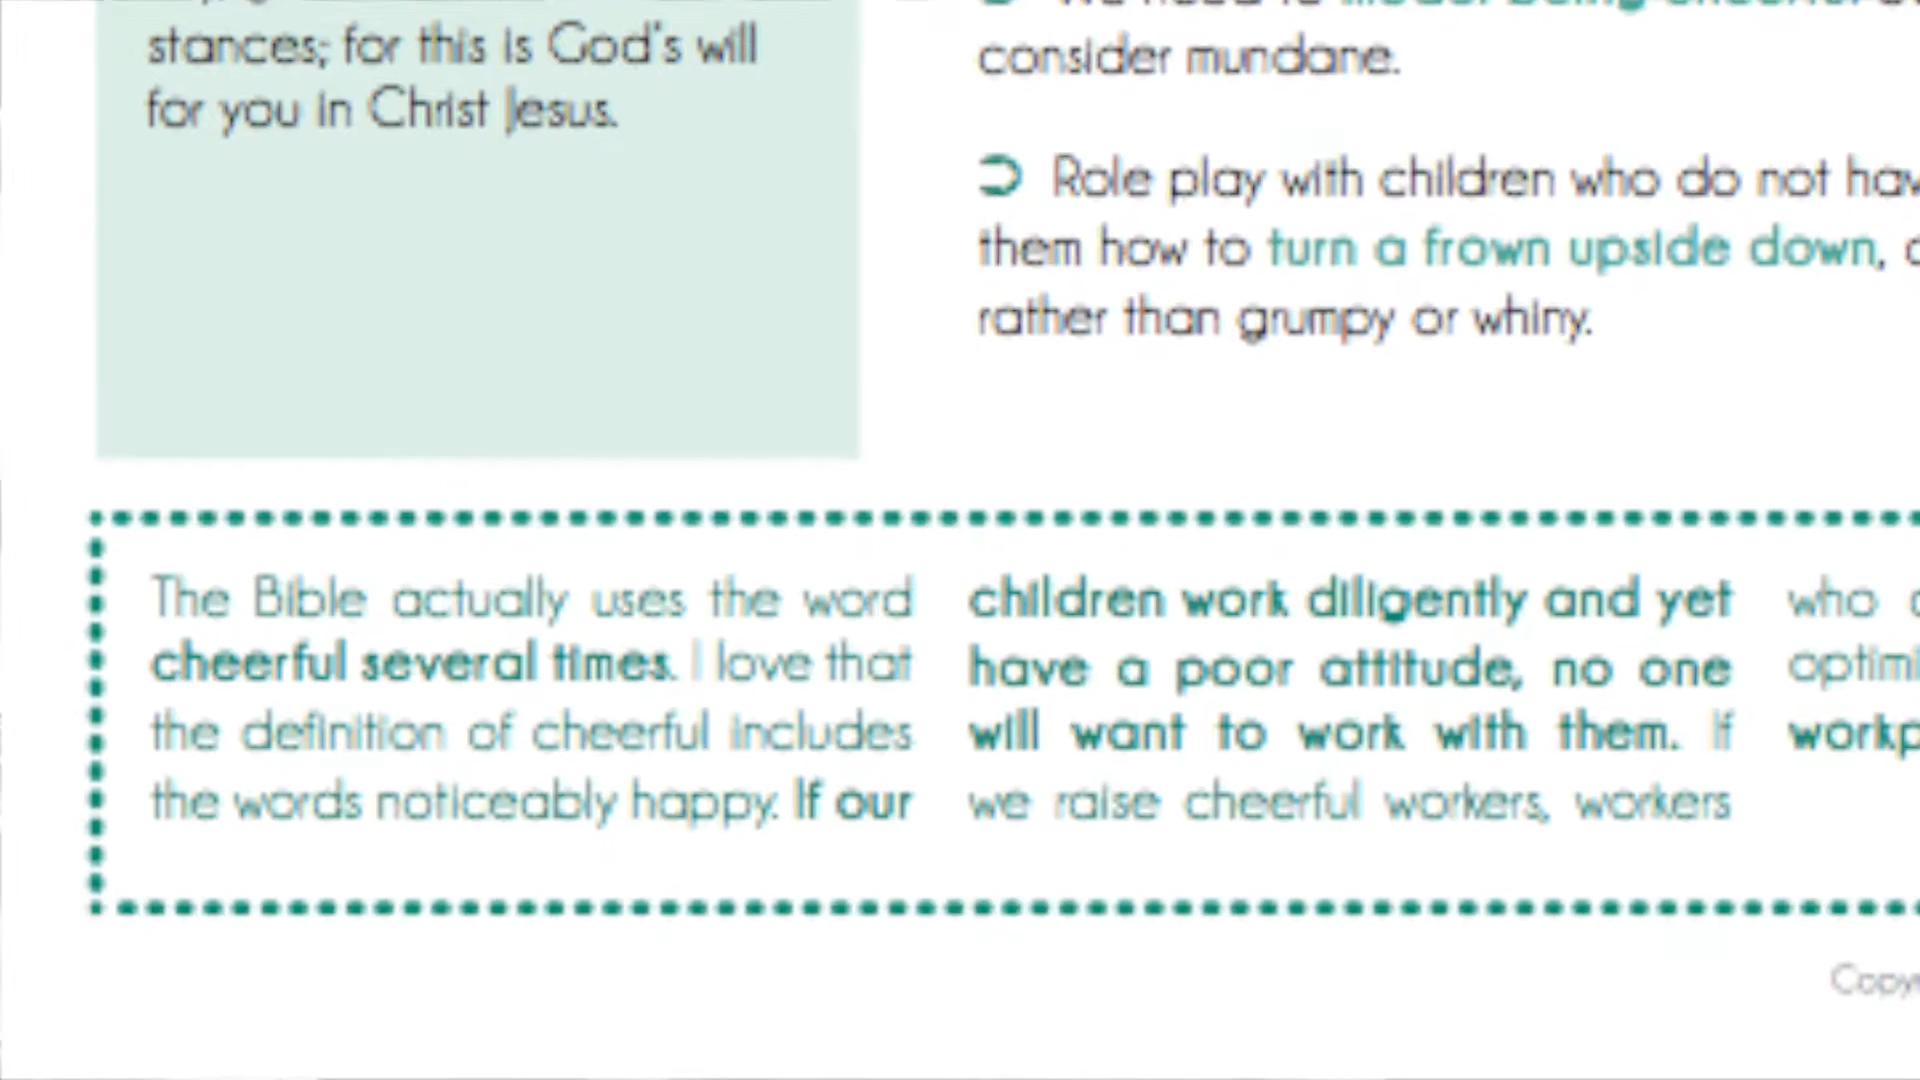 stances; for this is God's will
for you in Christ Jesus.
consider mundane.
⊃ Role play with children who do not
them how to turn a frown upside down,
rather than grumpy or whiny.
The Bible actually uses the word
cheerful several times. I love that
the definition of cheerful includes
the words noticeably happy. If our
children work diligently and yet
have a poor attitude, no one
will want to work with them. If
we raise cheerful workers, workers
who